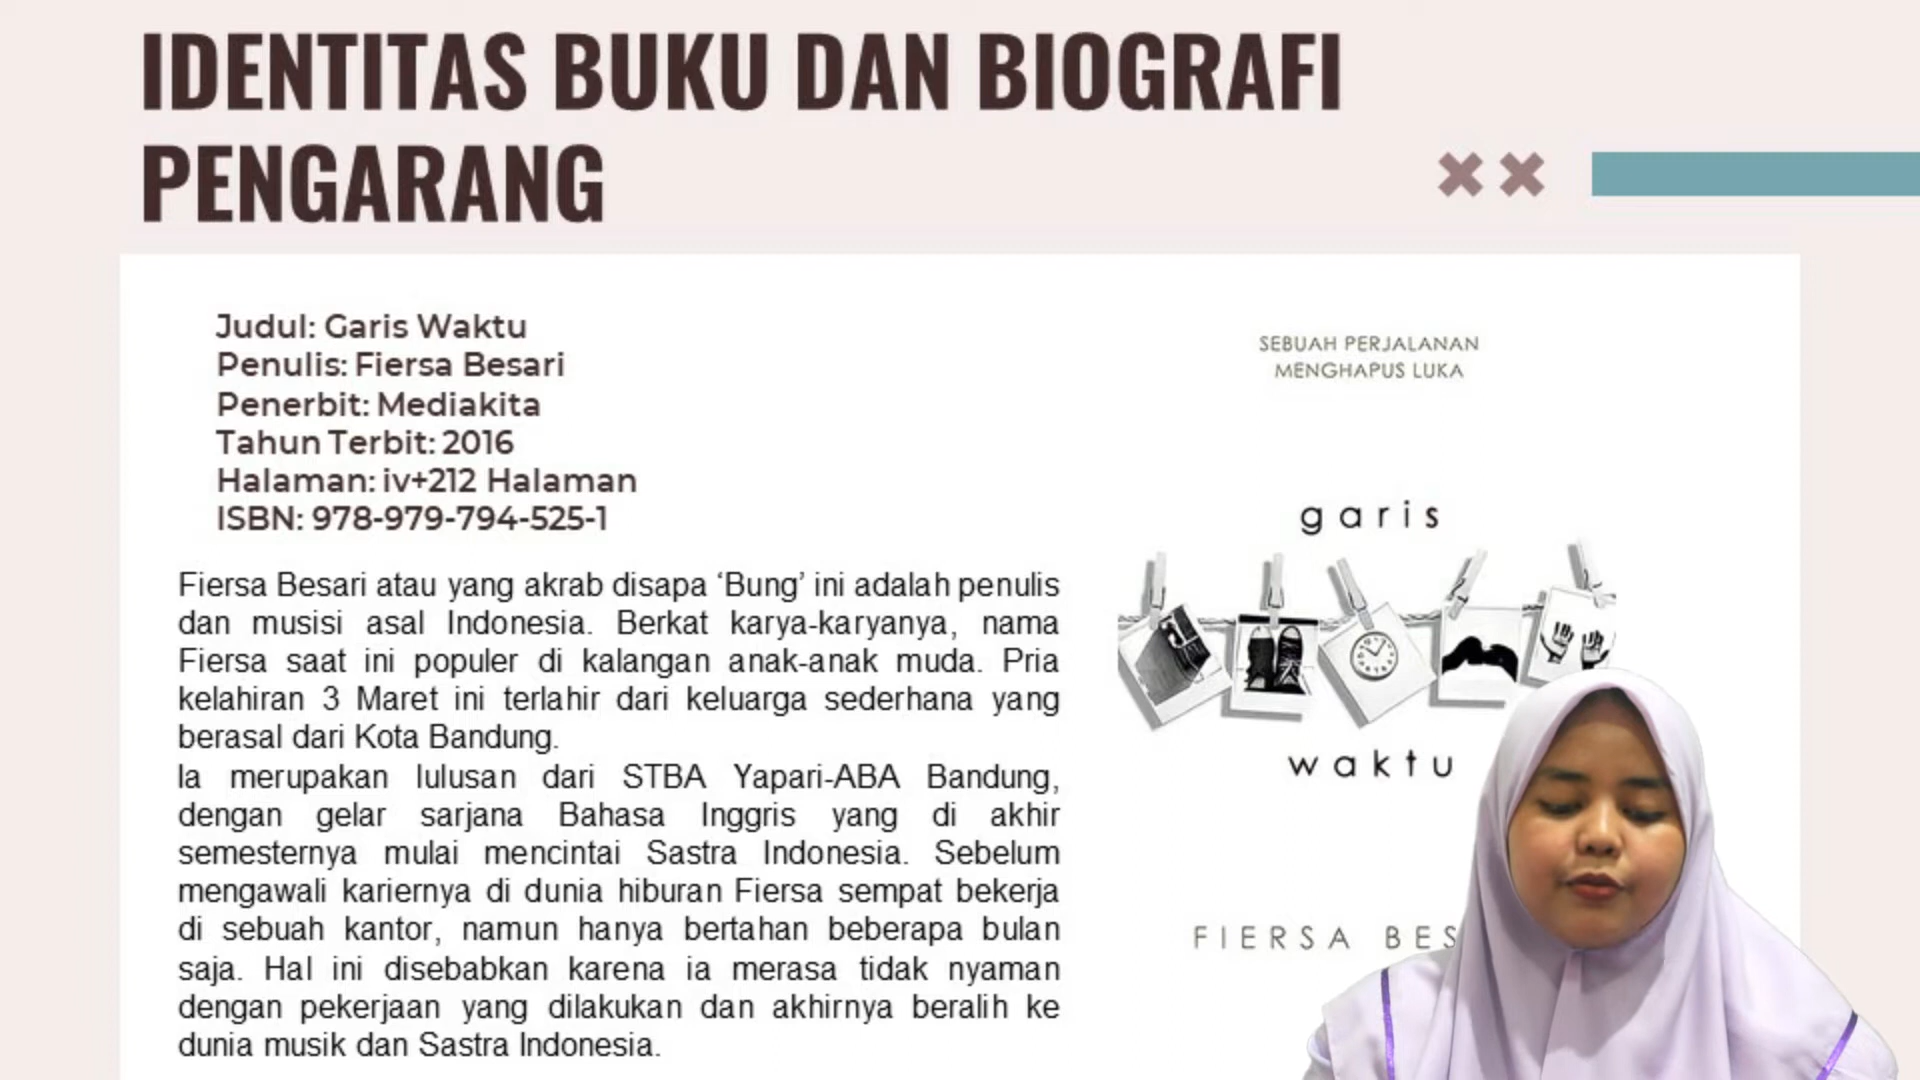 IDENTITAS BUKU DAN BIOGRAFI
PENGARANG
Judul: Garis Waktu
Penulis: Fiersa Besari
Penerbit: Mediakita
Tahun Terbit: 2016
Halaman: iv+212 Halaman
ISBN: 978-979-794-525-1
Fiersa Besari atau yang akrab disapa ‘Bung’ ini adalah penulis
dan musisi asal Indonesia. Berkat karya-karyanya, nama
Fiersa saat ini populer di kalangan anak-anak muda. Pria
kelahiran 3 Maret ini terlahir dari keluarga sederhana yang
berasal dari Kota Bandung.
Ia merupakan lulusan dari STBA Yapari-ABA Bandung,
dengan gelar sarjana Bahasa Inggris yang di akhir
semesternya mulai mencintai Sastra Indonesia. Sebelum
mengawali kariernya di dunia hiburan Fiersa sempat bekerja
di sebuah kantor, namun hanya bertahan beberapa bulan
saja. Hal ini disebabkan karena ia merasa tidak nyaman
dengan pekerjaan yang dilakukan dan akhirnya beralih ke
dunia musik dan Sastra Indonesia.
SEBUAH PERJALANAN
MENGHAPUS LUKA
garis
waktu
FIERSA BES